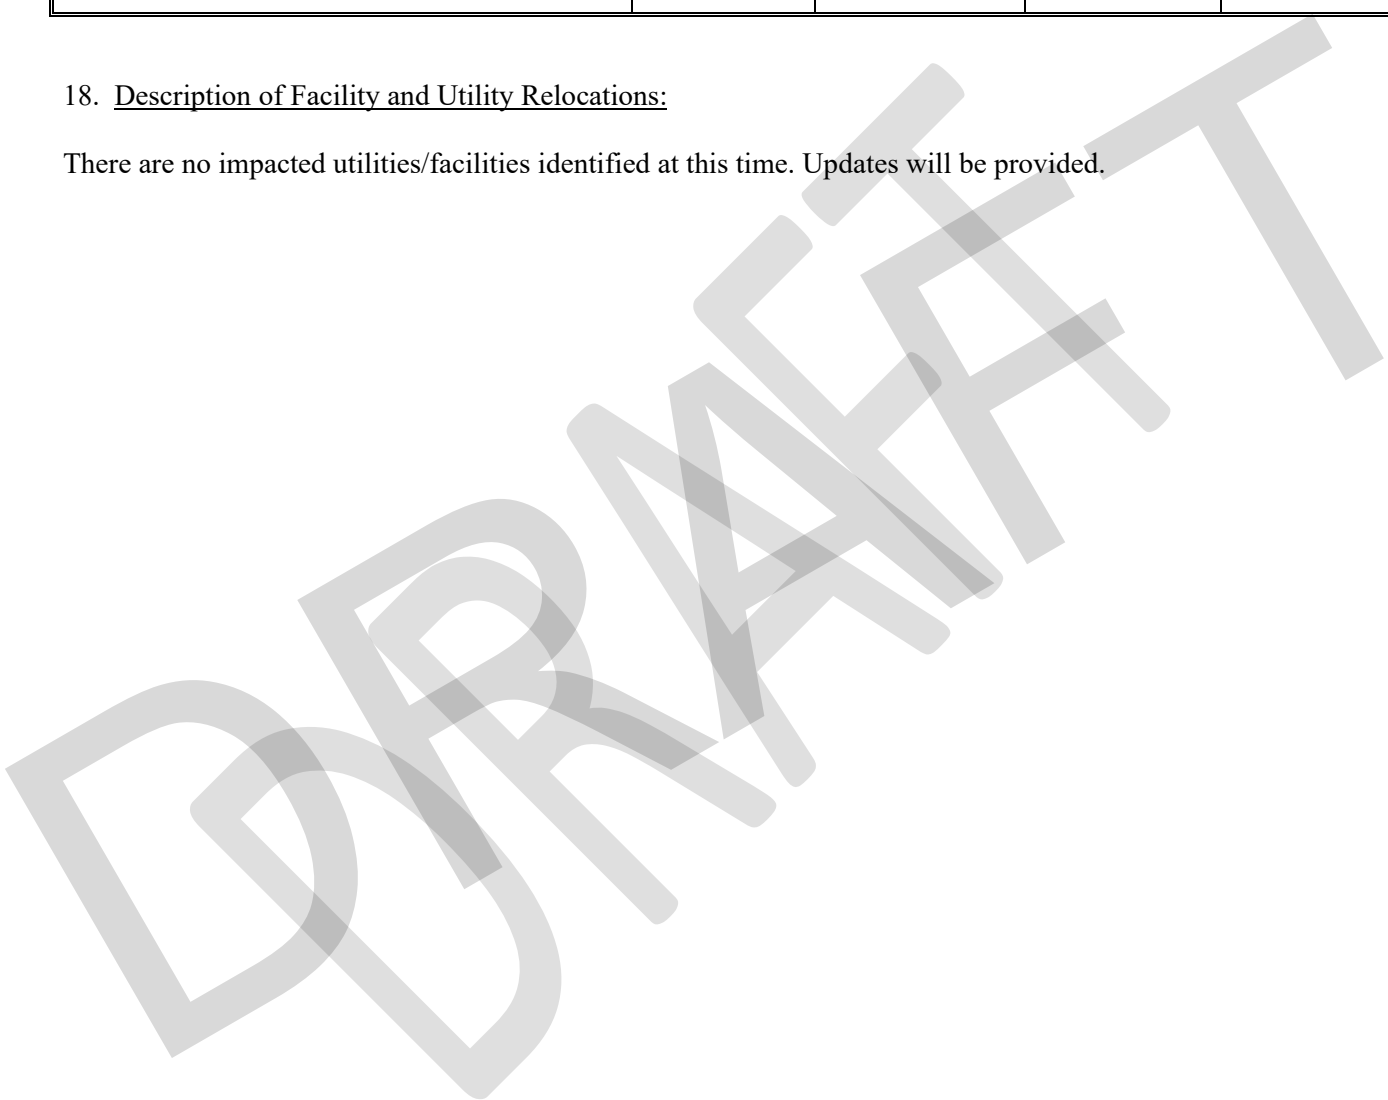 18. Description of Facility and Utility Relocations:
There are no impacted utilities/facilities identified at this time. Updates will be provided.
DRAFT
DRAFT